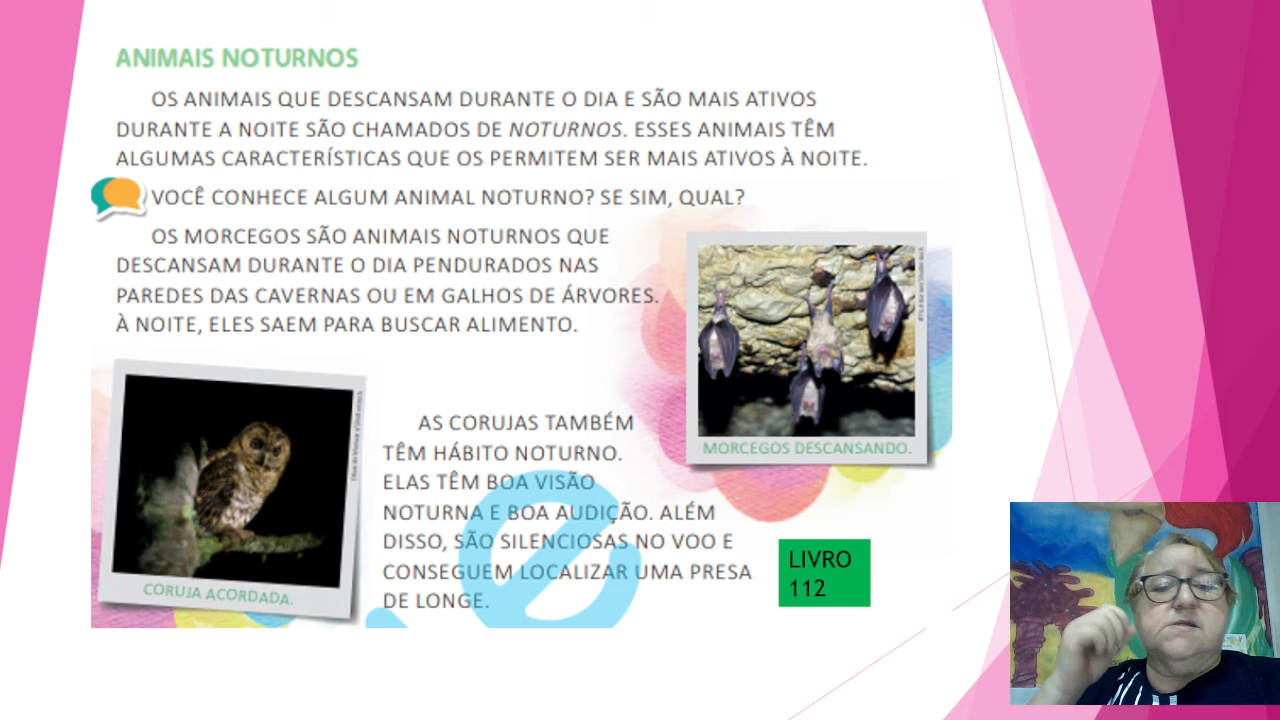 ANIMAIS NOTURNOS
OS ANIMAIS QUE DESCANSAM DURANTE O DIA E SÃO MAIS ATIVOS
DURANTE A NOITE SÃO CHAMADOS DE NOTURNOS. ESSES ANIMAIS TÊM
ALGUMAS CARACTERÍSTICAS QUE OS PERMITEM SER MAIS ATIVOS À NOITE.
VOCÊ CONHECE ALGUM ANIMAL NOTURNO? SE SIM, QUAL?
OS MORCEGOS SÃO ANIMAIS NOTURNOS QUE
DESCANSAM DURANTE O DIA PENDURADOS NAS
PAREDES DAS CAVERNAS OU EM GALHOS DE ÁRVORES.
À NOITE, ELES SAEM PARA BUSCAR ALIMENTO.
MORCEGOS DESCANSANDO.
AS CORUJAS TAMBÉM
TÊM HÁBITO NOTURNO.
ELAS TÊM BOA VISÃO
NOTURNA E BOA AUDIÇÃO. ALÉM
DISSO, SÃO SILENCIOSAS NO VOO E
CONSEGUEM LOCALIZAR UMA PRESA
DE LONGE.
CORUJA ACORDADA.
LIVRO
112